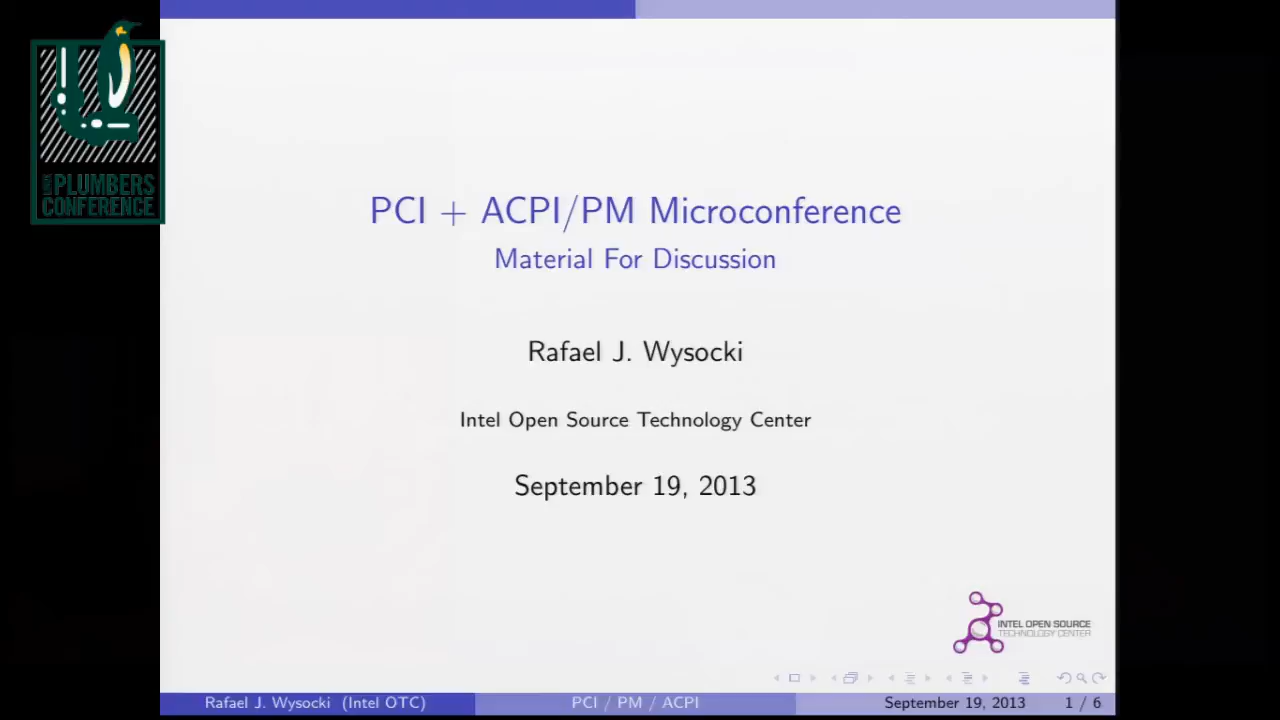 LINUX
PLUMBERS
CONFERENCE
PCI + ACPI/PM Microconference
Material For Discussion
Rafael J. Wysocki
Intel Open Source Technology Center
September 19, 2013
INTEL OPEN SOURCE
TECHNOLOGY CENTER
Rafael J. Wysocki (Intel OTC)
PCI / PM / ACPI
September 19, 2013
1 / 6